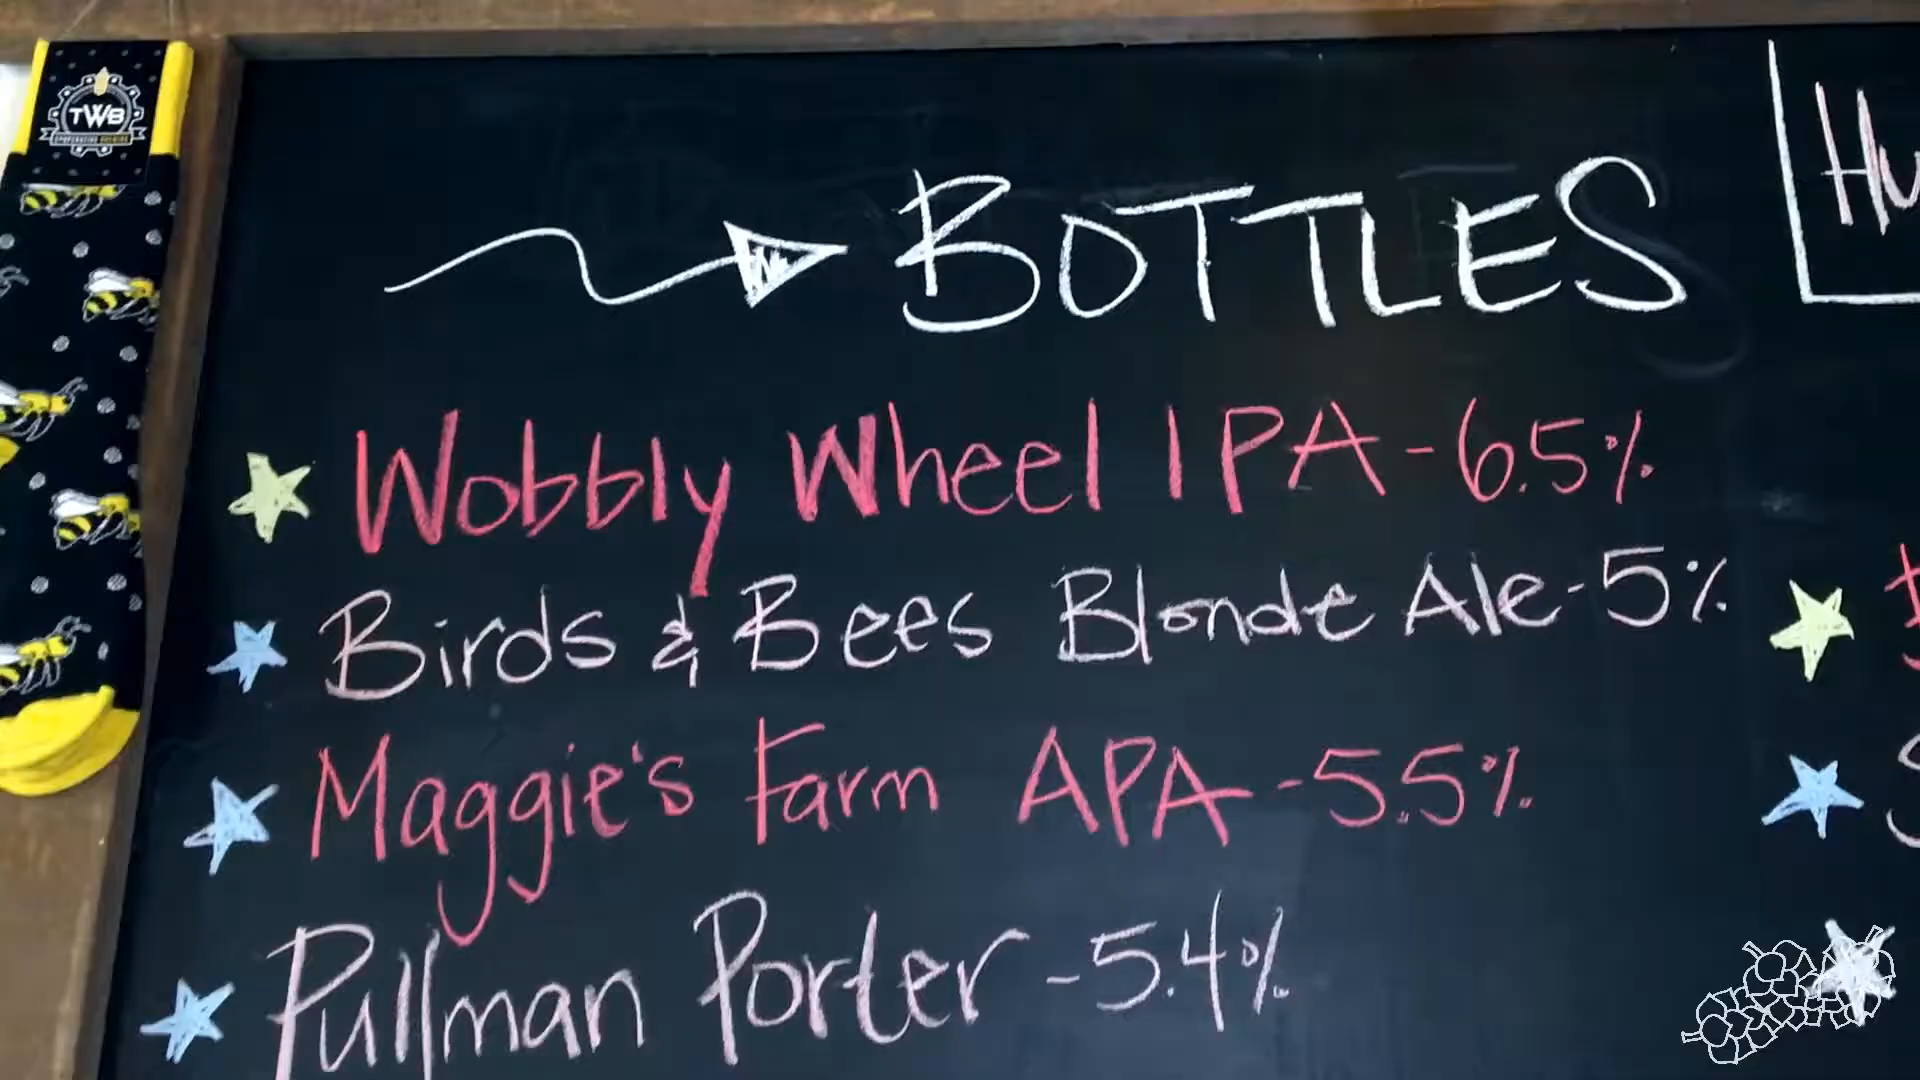 TWB
BOTTLES
Wobbly Wheel IPA - 6.5%
Birds & Bees Blonde Ale - 5%
Maggie's Farm APA - 5.5%
Pullman Porter - 5.4%